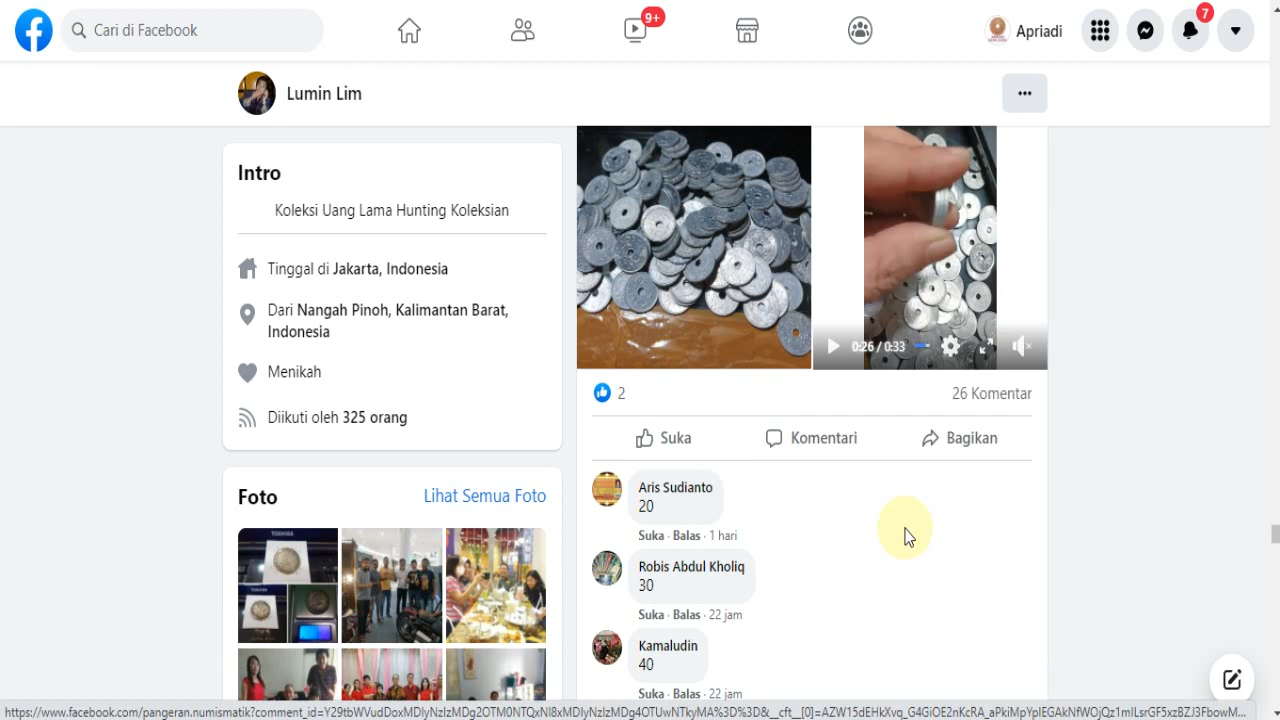 Cari di Facebook
9+
Apriadi
7
Lumin Lim
Intro
Koleksi Uang Lama Hunting Koleksian
Tinggal di Jakarta, Indonesia
Dari Nangah Pinoh, Kalimantan Barat,
Indonesia
Menikah
Diikuti oleh 325 orang
Foto
Lihat Semua Foto
TOSHIBA
0:26 / 0:33
2
26 Komentar
Suka
Komentari
Bagikan
Aris Sudianto
20
Suka · Balas · 1 hari
Robis Abdul Kholiq
30
Suka · Balas · 22 jam
Kamaludin
40
Suka · Balas · 22 jam